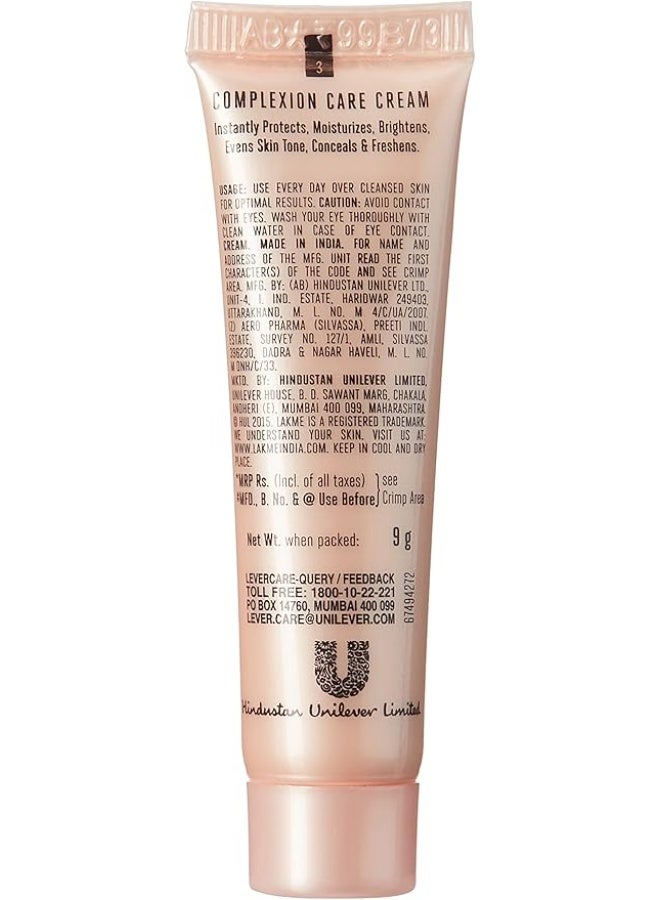 3
COMPLEXION CARE CREAM
Instantly Protects, Moisturizes, Brightens,
Evens Skin Tone, Conceals & Freshens.
USAGE: USE EVERY DAY OVER CLEANSED SKIN
FOR OPTIMAL RESULTS. CAUTION: AVOID CONTACT
WITH EYES. WASH YOUR EYE THOROUGHLY WITH
CLEAN WATER IN CASE OF EYE CONTACT.
CREAM. MADE IN INDIA. FOR NAME AND
ADDRESS OF THE MFG. UNIT READ THE FIRST
CHARACTER(S) OF THE CODE AND SEE CRIMP
AREA. MFG. BY: (AB) HINDUSTAN UNILEVER LTD.,
UNIT-4, I. IND. ESTATE, HARIDWAR 249403,
UTTARAKHAND, M. L. NO. M 4/C/UA/2007.
(Z) AERO PHARMA (SILVASSA), PREETI INDL.
ESTATE, SURVEY NO. 127/1, AMLI, SILVASSA
396230, DADRA & NAGAR HAVELI, M. L. NO.
M DNH/C/33.
MKTD. BY: HINDUSTAN UNILEVER LIMITED,
UNILEVER HOUSE, B. D. SAWANT MARG, CHAKALA,
ANDHERI (E), MUMBAI 400 099, MAHARASHTRA.
© HUL 2015. LAKME IS A REGISTERED TRADEMARK.
WE UNDERSTAND YOUR SKIN. VISIT US AT:
WWW.LAKMEINDIA.COM. KEEP IN COOL AND DRY
PLACE.
*MRP Rs. (Incl. of all taxes) } see
#MFD., B. No. & @ Use Before } Crimp Area
Net Wt. when packed: 9 g
LEVERCARE-QUERY / FEEDBACK
TOLL FREE: 1800-10-22-221
PO BOX 14760, MUMBAI 400 099
LEVER.CARE@UNILEVER.COM
67494272
Hindustan Unilever Limited